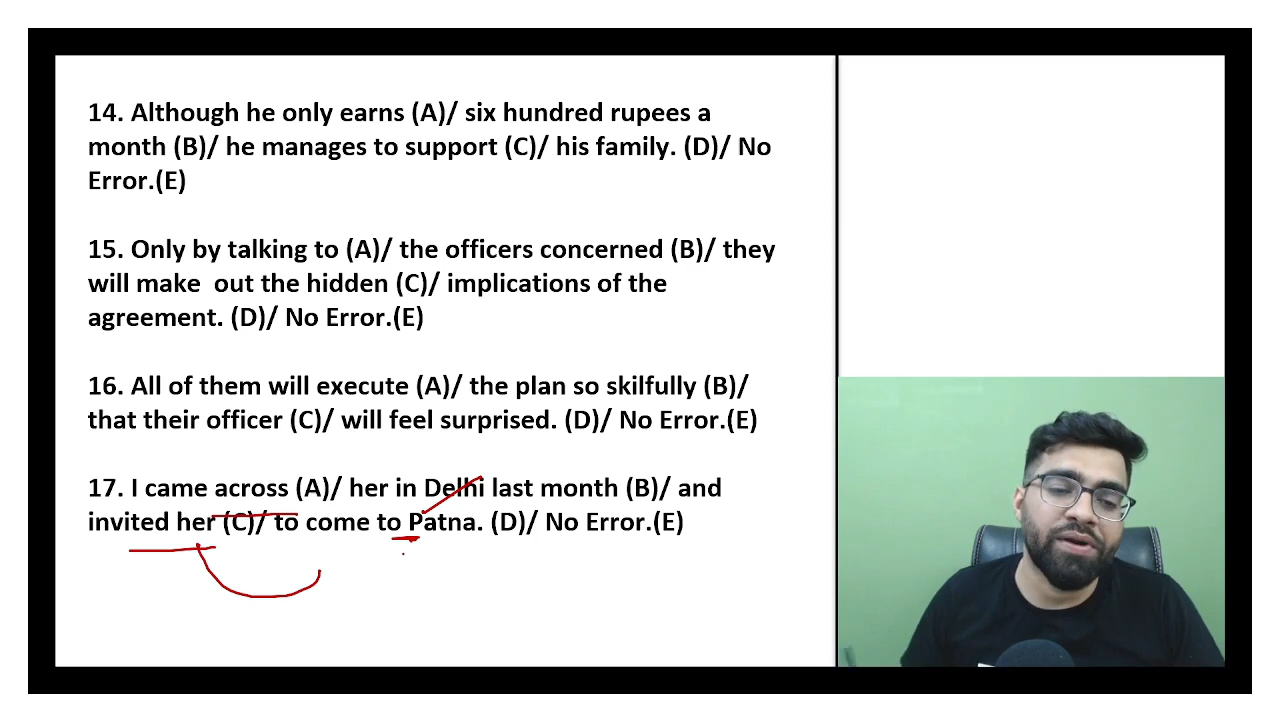 14. Although he only earns (A)/ six hundred rupees a
month (B)/ he manages to support (C)/ his family. (D)/ No
Error.(E)
15. Only by talking to (A)/ the officers concerned (B)/ they
will make  out the hidden (C)/ implications of the
agreement. (D)/ No Error.(E)
16. All of them will execute (A)/ the plan so skilfully (B)/
that their officer (C)/ will feel surprised. (D)/ No Error.(E)
17. I came across (A)/ her in Delhi last month (B)/ and
invited her (C)/ to come to Patna. (D)/ No Error.(E)